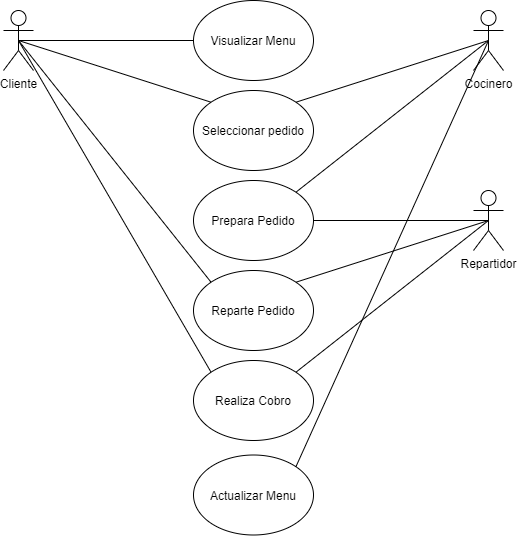 Visualizar Menu
Cliente
Cocinero
Seleccionar pedido
Prepara Pedido
Repartidor
Reparte Pedido
Realiza Cobro
Actualizar Menu